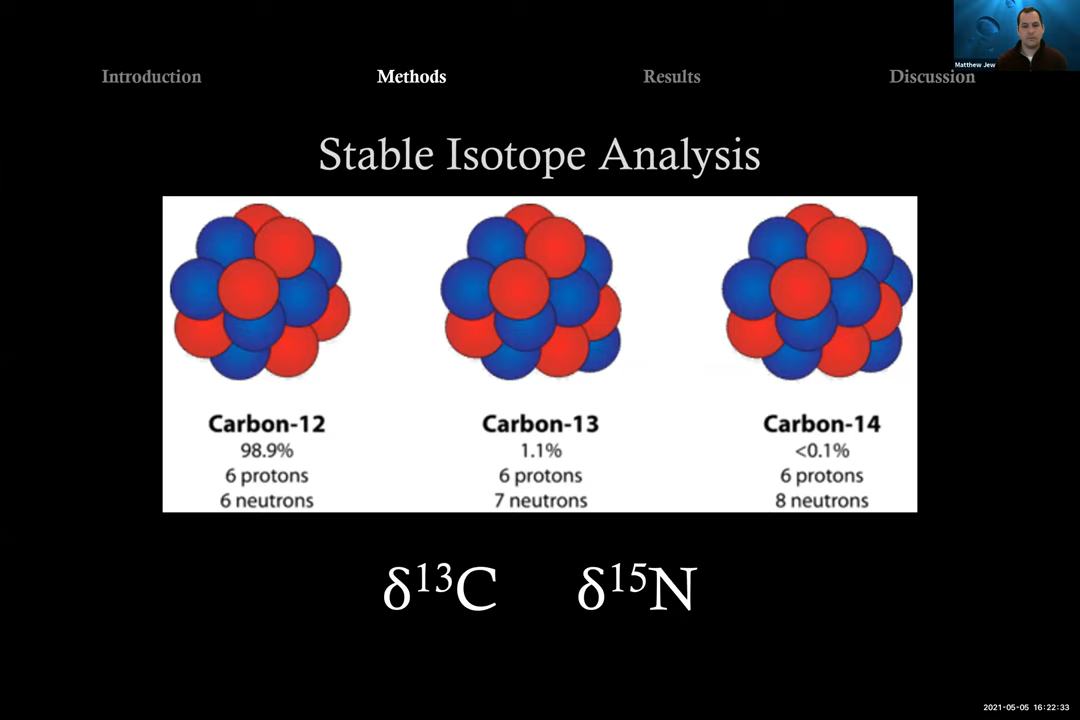 Matthew Jew
Introduction Methods Results Discussion
Stable Isotope Analysis
Carbon-12 Carbon-13 Carbon-14
98.9% 1.1% <0.1%
6 protons 6 protons 6 protons
6 neutrons 7 neutrons 8 neutrons
δ¹³C δ¹⁵N
2021-05-05 16:22:33